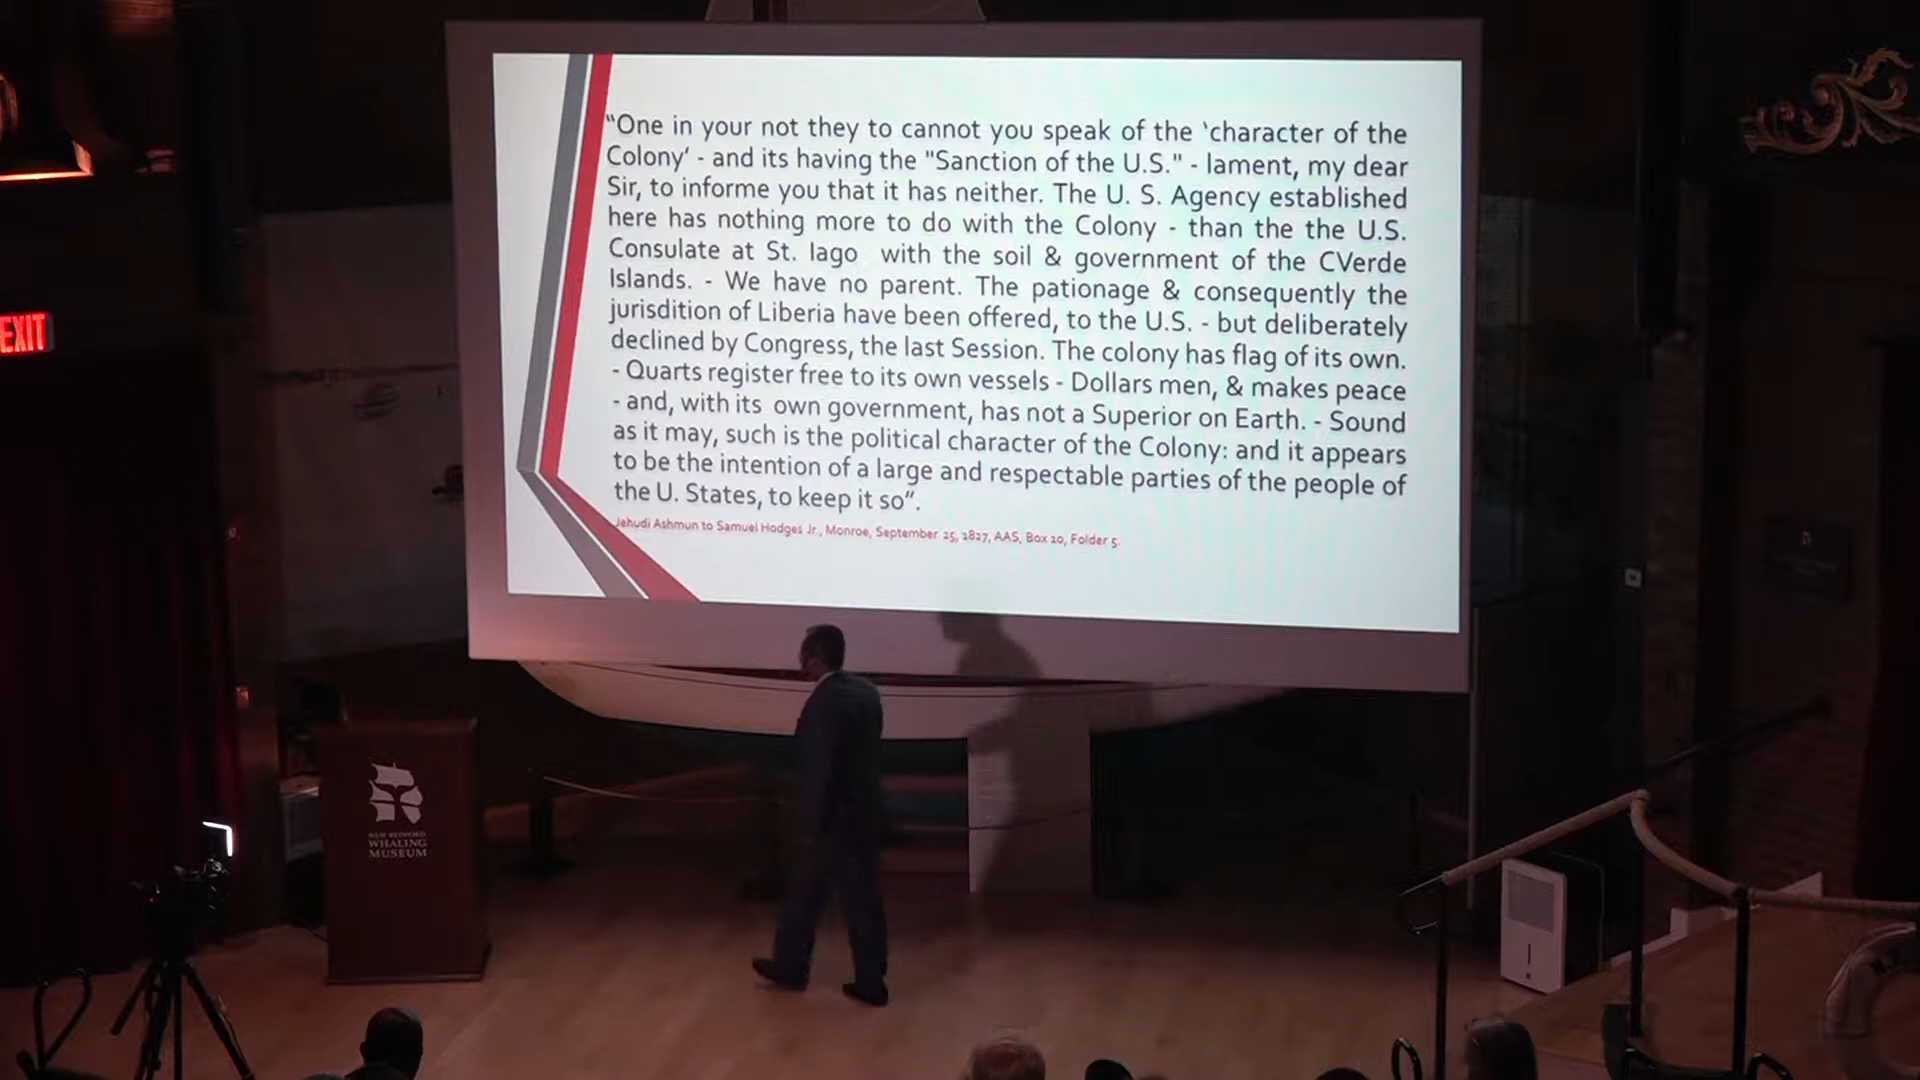 "One in your not they to cannot you speak of the 'character of the
Colony' - and its having the "Sanction of the U.S." - lament, my dear
Sir, to informe you that it has neither. The U. S. Agency established
here has nothing more to do with the Colony - than the the U.S.
Consulate at St. Iago with the soil & government of the CVerde
Islands. - We have no parent. The pationage & consequently the
jurisdition of Liberia have been offered, to the U.S. - but deliberately
declined by Congress, the last Session. The colony has flag of its own.
- Quarts register free to its own vessels - Dollars men, & makes peace
- and, with its own government, has not a Superior on Earth. - Sound
as it may, such is the political character of the Colony: and it appears
to be the intention of a large and respectable parties of the people of
the U. States, to keep it so".
Jehudi Ashmun to Samuel Hodges Jr., Monroe, September 25, 1827, AAS, Box 10, Folder 5.
EXIT
NEW BEDFORD
WHALING
MUSEUM